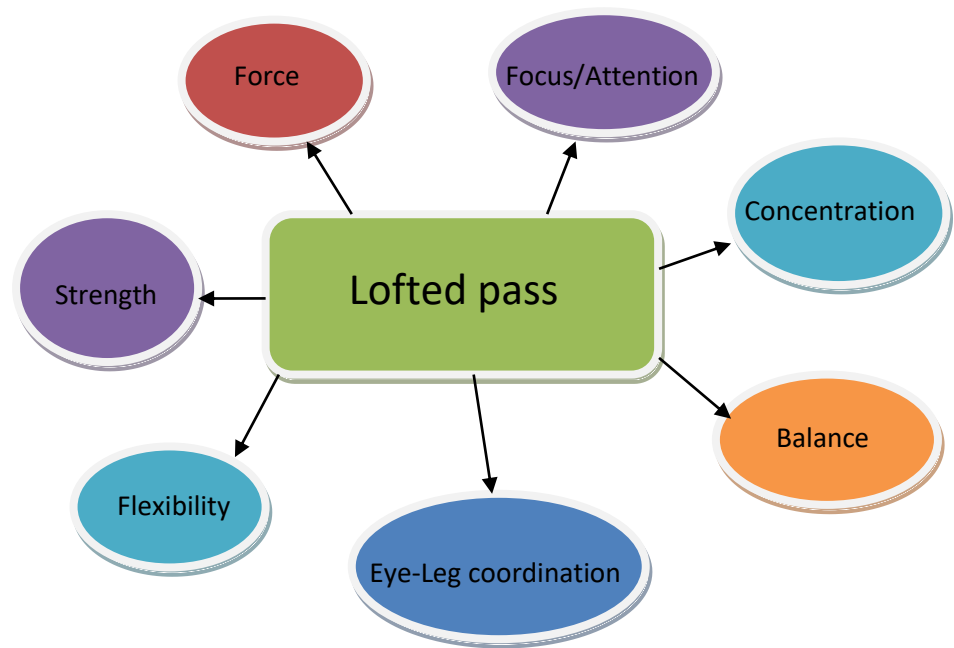 Force
Focus/Attention
Concentration
Lofted pass
Strength
Balance
Flexibility
Eye-Leg coordination